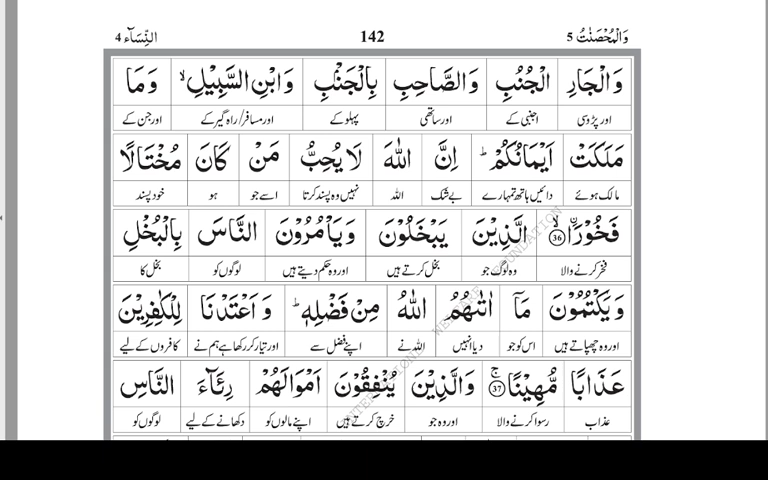 وَالْمُحْصَنٰتُ 5 142 النِّسَآء 4
وَالْجَارِ الْجُنُبِ وَالصَّاحِبِ بِالْجَنْۢبِ وَابْنِ السَّبِيْلِ ۙ وَمَا
اور پڑوسی اجنبی کے اور ساتھی پہلو کے اور مسافر/راہ گیر کے اور جن کے
مَلَكَتْ اَيْمَانُكُمْ ؕ اِنَّ اللّٰهَ لَا يُحِبُّ مَنْ كَانَ مُخْتَالًا
مالک ہوئے دائیں ہاتھ تمہارے بے شک اللہ نہیں وہ پسند کرتا اسے جو ہو خود پسند
فَخُوْرَا ۙ 36 الَّذِيْنَ يَبْخَلُوْنَ وَيَاْمُرُوْنَ النَّاسَ بِالْبُخْلِ
فخر کرنے والا وہ لوگ جو بخل کرتے ہیں اور وہ حکم دیتے ہیں لوگوں کو بخل کا
وَيَكْتُمُوْنَ مَاۤ اٰتٰىهُمُ اللّٰهُ مِنْ فَضْلِهٖ ؕ وَاَعْتَدْنَا لِلْكٰفِرِيْنَ
اور وہ چھپاتے ہیں اس کو جو دیا انہیں اللہ نے اپنے فضل سے اور تیار کر رکھا ہے ہم نے کافروں کے لیے
عَذَابًا مُّهِيْنًا ۚ 37 وَالَّذِيْنَ يُنْفِقُوْنَ اَمْوَالَهُمْ رِئَآءَ النَّاسِ
عذاب رسوا کرنے والا اور وہ جو خرچ کرتے ہیں اپنے مالوں کو دکھانے کے لیے لوگوں کو